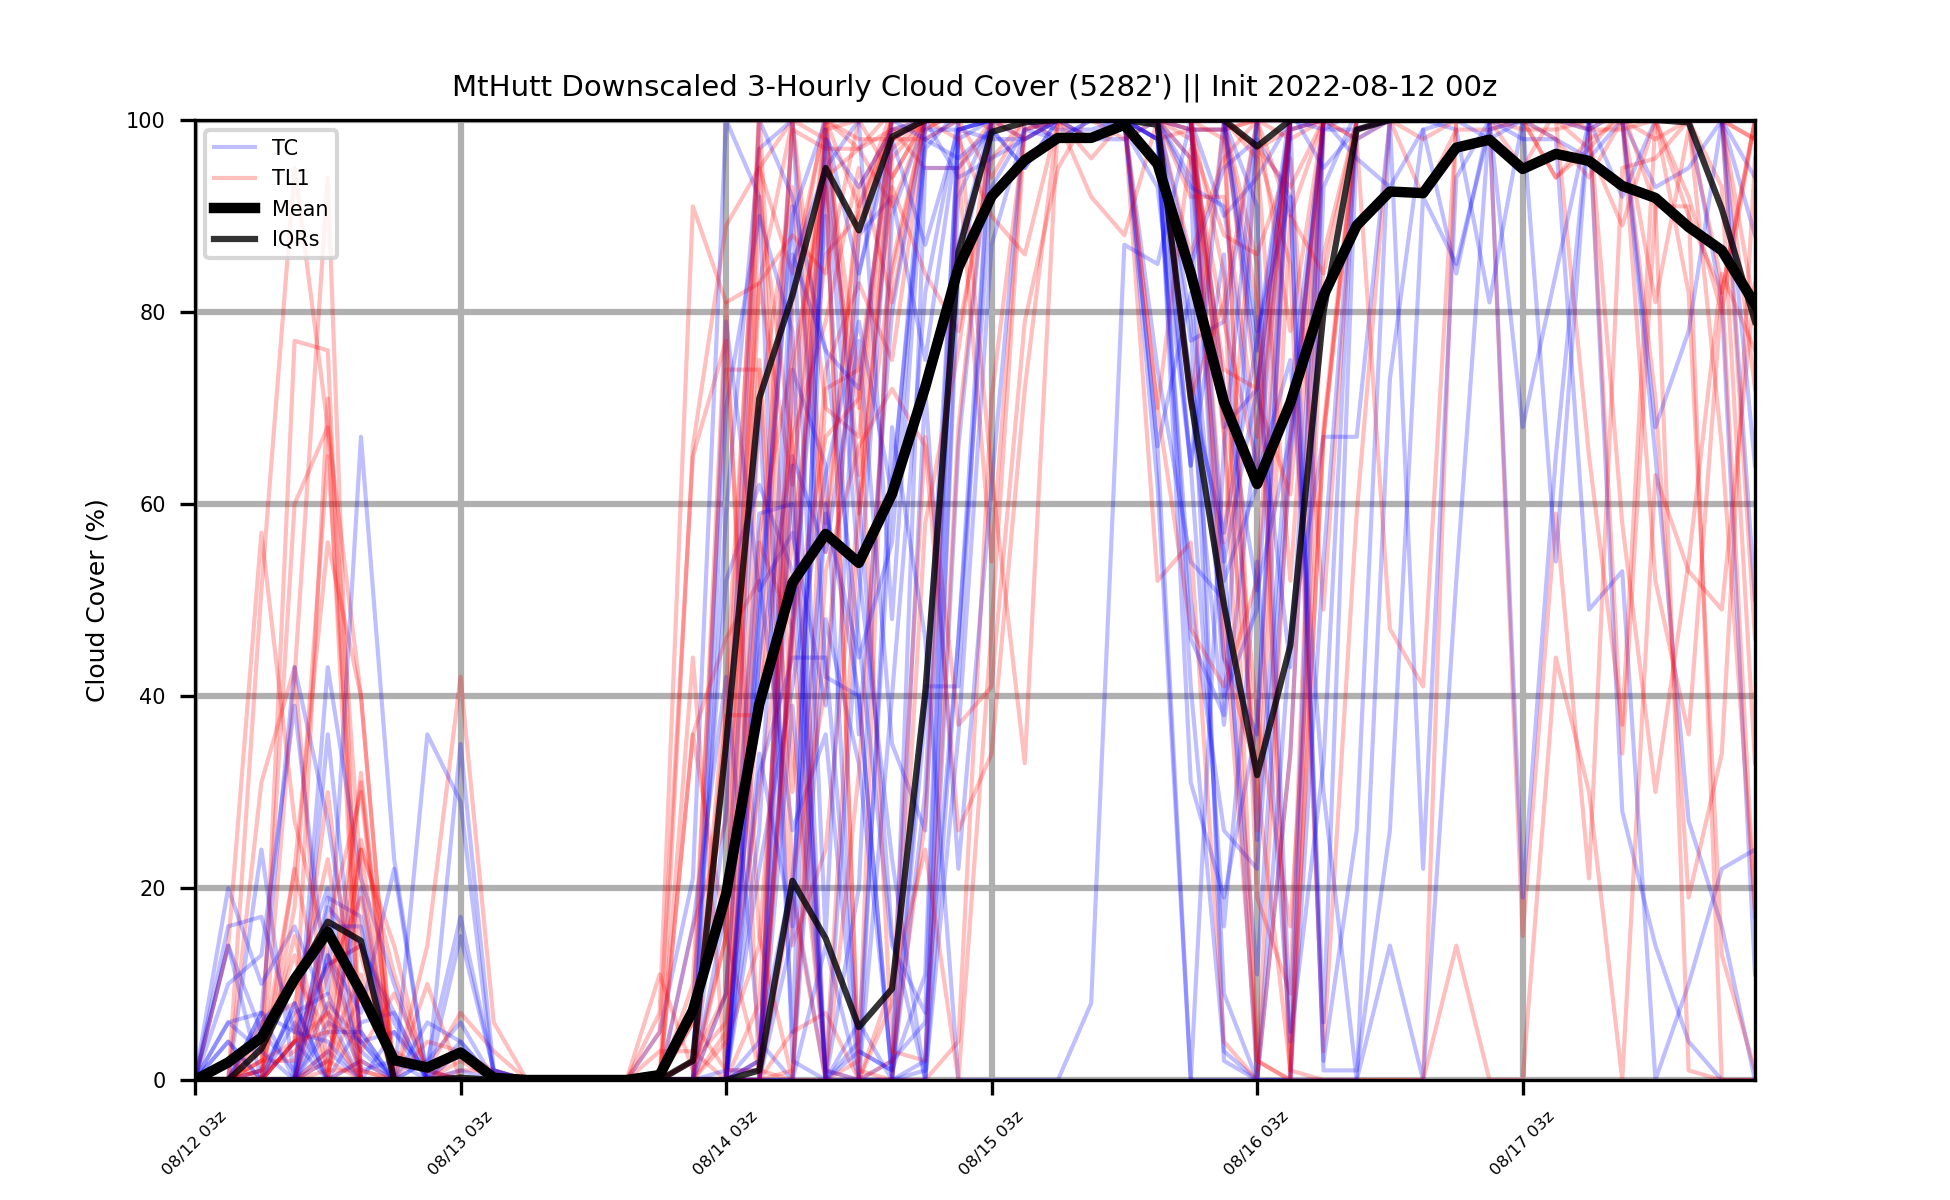 MtHutt Downscaled 3-Hourly Cloud Cover (5282') || Init 2022-08-12 00z
TC
TL1
Mean
IQRs
Cloud Cover (%)
100
80
60
40
20
0
08/12 03z
08/13 03z
08/14 03z
08/15 03z
08/16 03z
08/17 03z